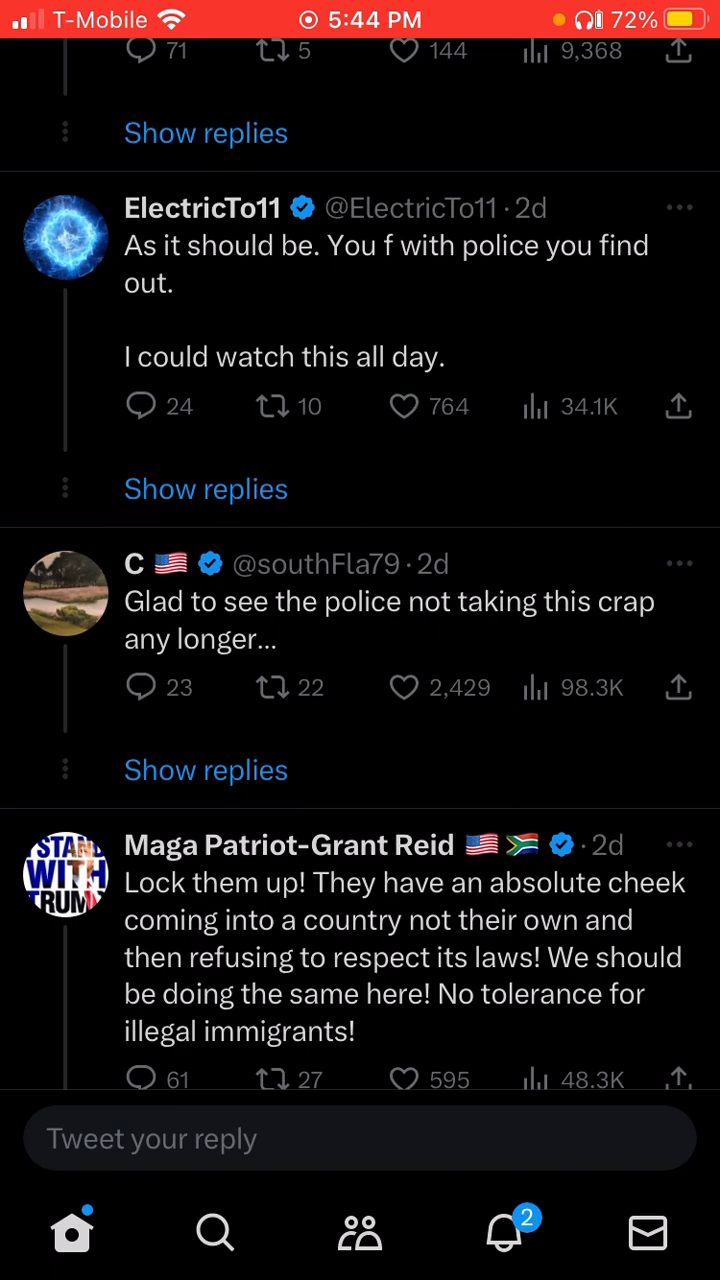 T-Mobile 5:44 PM 72%
71 5 144 9,368
Show replies
ElectricTo11 @ElectricTo11 · 2d
As it should be. You f with police you find
out.
I could watch this all day.
24 10 764 34.1K
Show replies
C 🇺🇸 @southFla79 · 2d
Glad to see the police not taking this crap
any longer...
23 22 2,429 98.3K
Show replies
STAND
WITH
TRUM
Maga Patriot-Grant Reid 🇺🇸 🇿🇦 · 2d
Lock them up! They have an absolute cheek
coming into a country not their own and
then refusing to respect its laws! We should
be doing the same here! No tolerance for
illegal immigrants!
61 27 595 48.3K
Tweet your reply
2